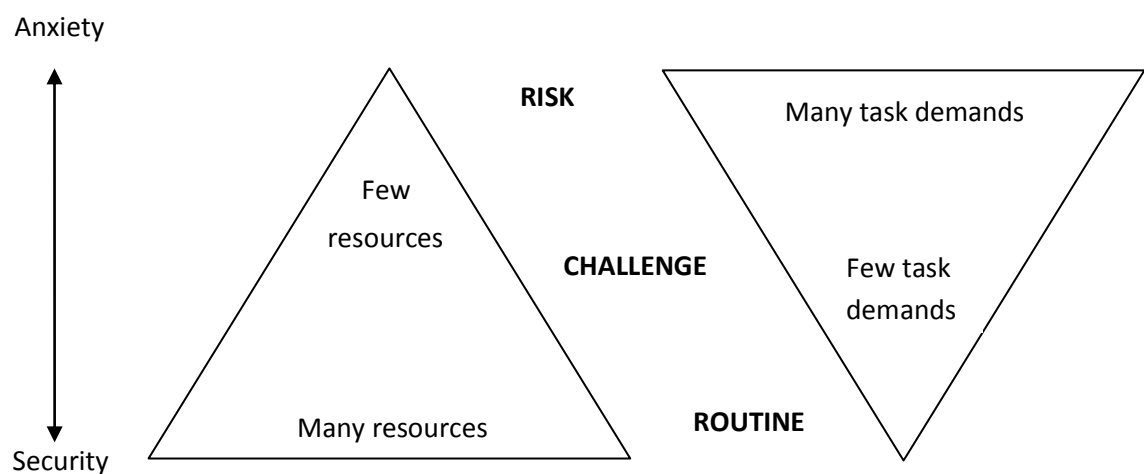 Anxiety
RISK
Many task demands
Few
resources
CHALLENGE
Few task
demands
Many resources
ROUTINE
Security